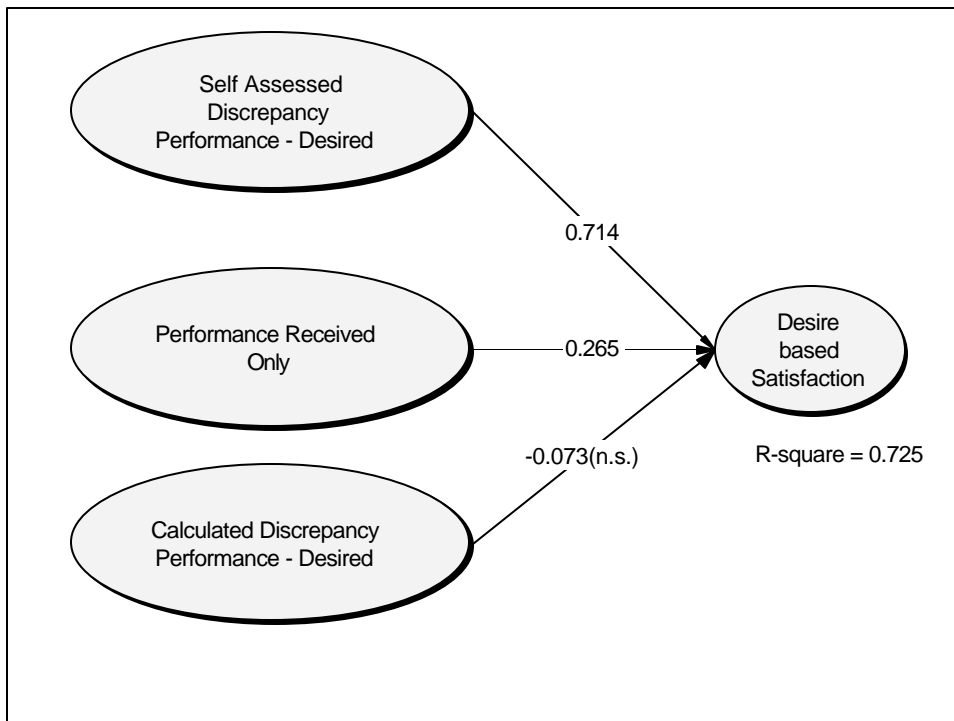 Self Assessed
Discrepancy
Performance - Desired
0.714
Performance Received
Only
0.265
Desire
based
Satisfaction
-0.073(n.s.)
R-square = 0.725
Calculated Discrepancy
Performance - Desired